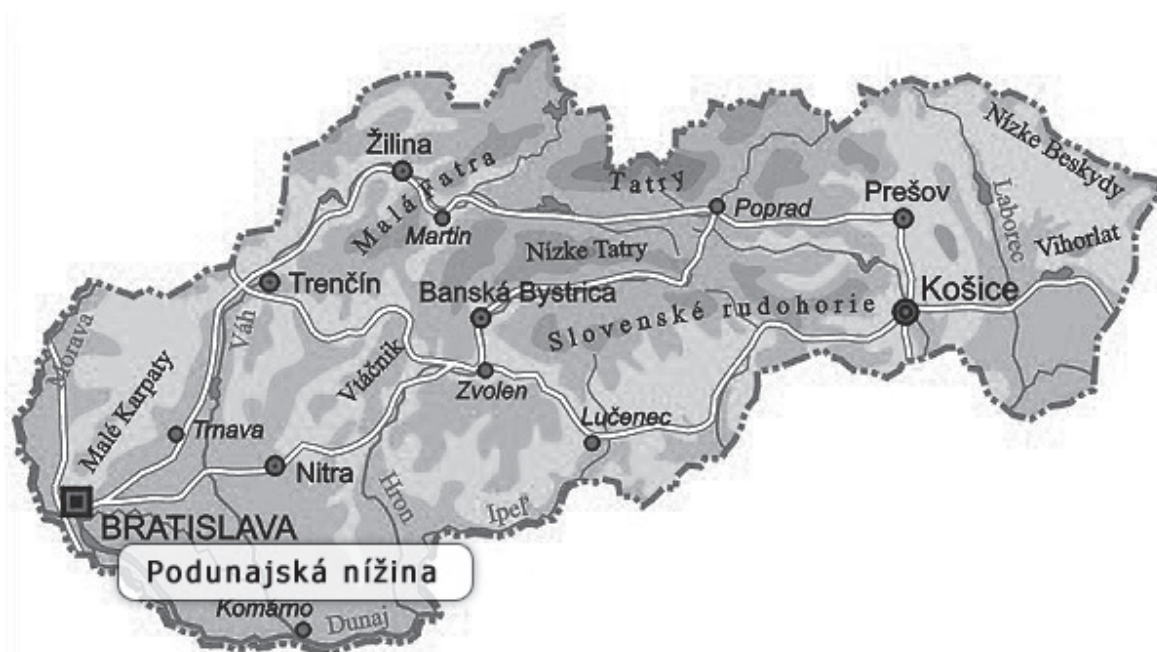 Žilina
Malá Fatra
Martin
Tatry
Poprad
Prešov
Nízke Beskydy
Laborec
Vihorlat
Nízke Tatry
Trenčín
Banská Bystrica
Slovenské rudohorie
Košice
Váh
Morava
Vtáčnik
Zvolen
Malé Karpaty
Trnava
Lučenec
Nitra
Hron
Ipeľ
BRATISLAVA
Podunajská nížina
Komárno
Dunaj